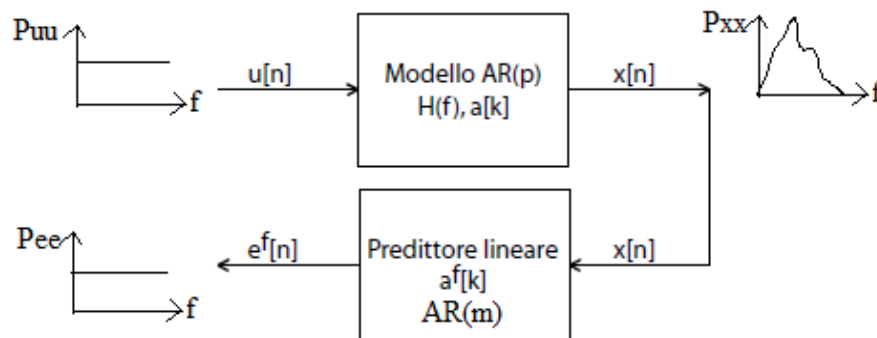 Puu
f
u[n]
Modello AR(p)
H(f), a[k]
x[n]
Pxx
f
Pee
f
e^f[n]
Predittore lineare
a^f[k]
AR(m)
x[n]